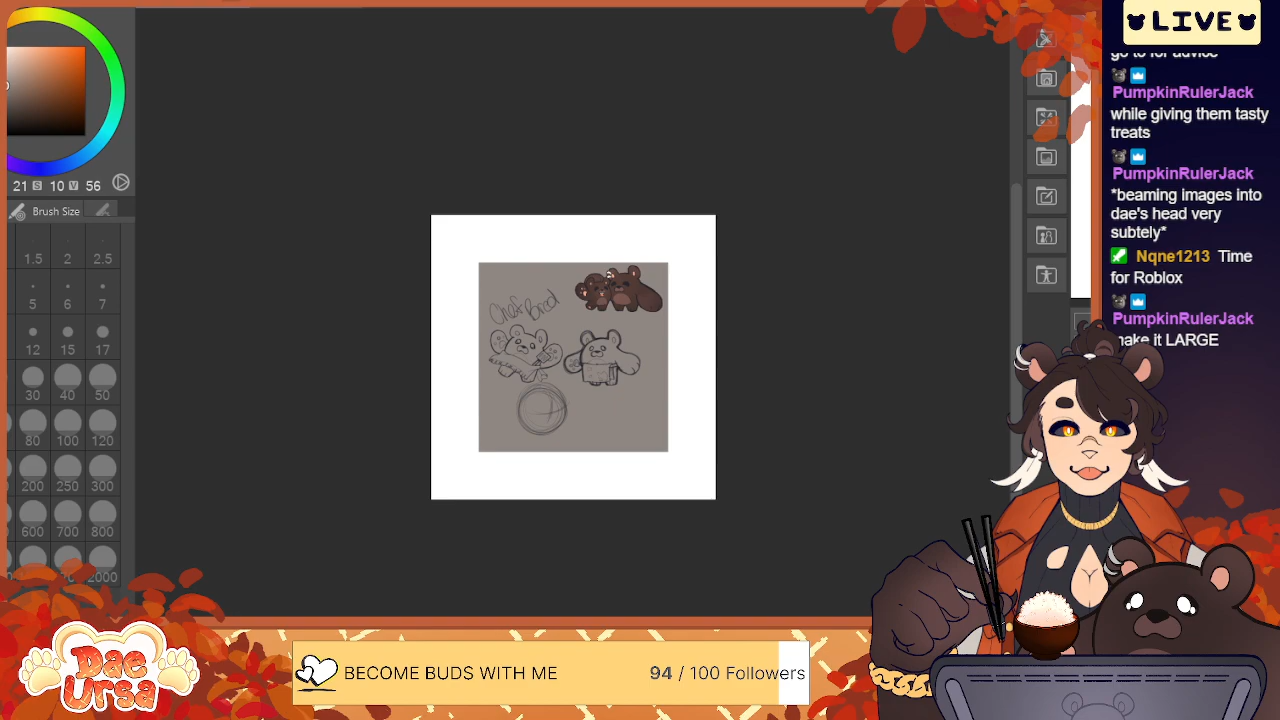 LIVE
go to for advice
PumpkinRulerJack
while giving them tasty
treats
PumpkinRulerJack
*beaming images into
dae's head very
subtely*
Nqne1213 Time
for Roblox
PumpkinRulerJack
make it LARGE
21 S 10 V 56
Brush Size
1.5 2 2.5
5 6 7
12 15 17
30 40 50
80 100 120
200 250 300
600 700 800
2000
Dae
Ursa
BECOME BUDS WITH ME 94 / 100 Followers